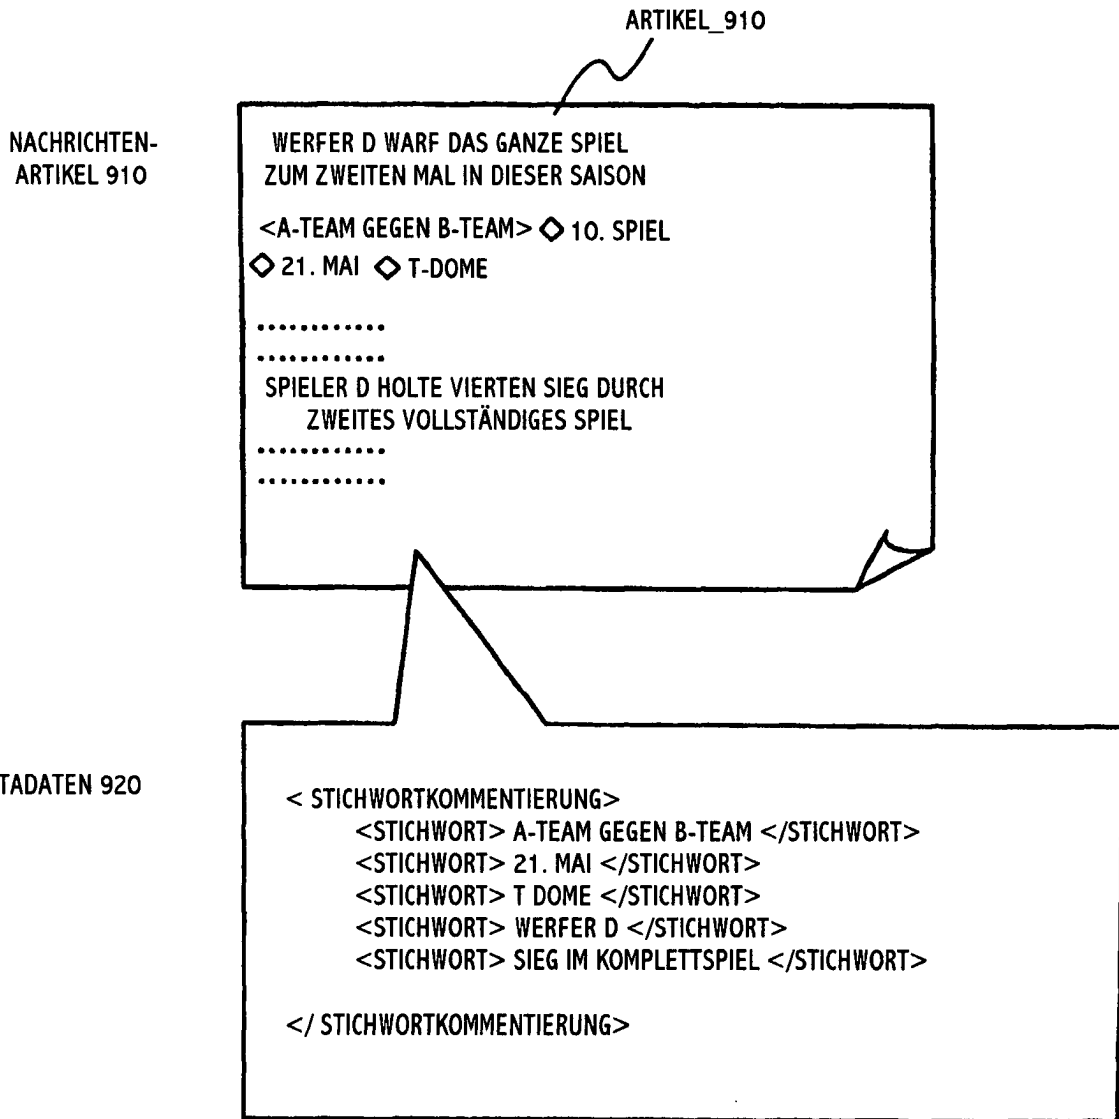 ARTIKEL_910
NACHRICHTEN-
ARTIKEL 910
WERFER D WARF DAS GANZE SPIEL
ZUM ZWEITEN MAL IN DIESER SAISON
<A-TEAM GEGEN B-TEAM> ◇ 10. SPIEL
◇ 21. MAI ◇ T-DOME
............
............
SPIELER D HOLTE VIERTEN SIEG DURCH
ZWEITES VOLLSTÄNDIGES SPIEL
............
............
TADATEN 920
< STICHWORTKOMMENTIERUNG>
<STICHWORT> A-TEAM GEGEN B-TEAM </STICHWORT>
<STICHWORT> 21. MAI </STICHWORT>
<STICHWORT> T DOME </STICHWORT>
<STICHWORT> WERFER D </STICHWORT>
<STICHWORT> SIEG IM KOMPLETTSPIEL </STICHWORT>
</ STICHWORTKOMMENTIERUNG>